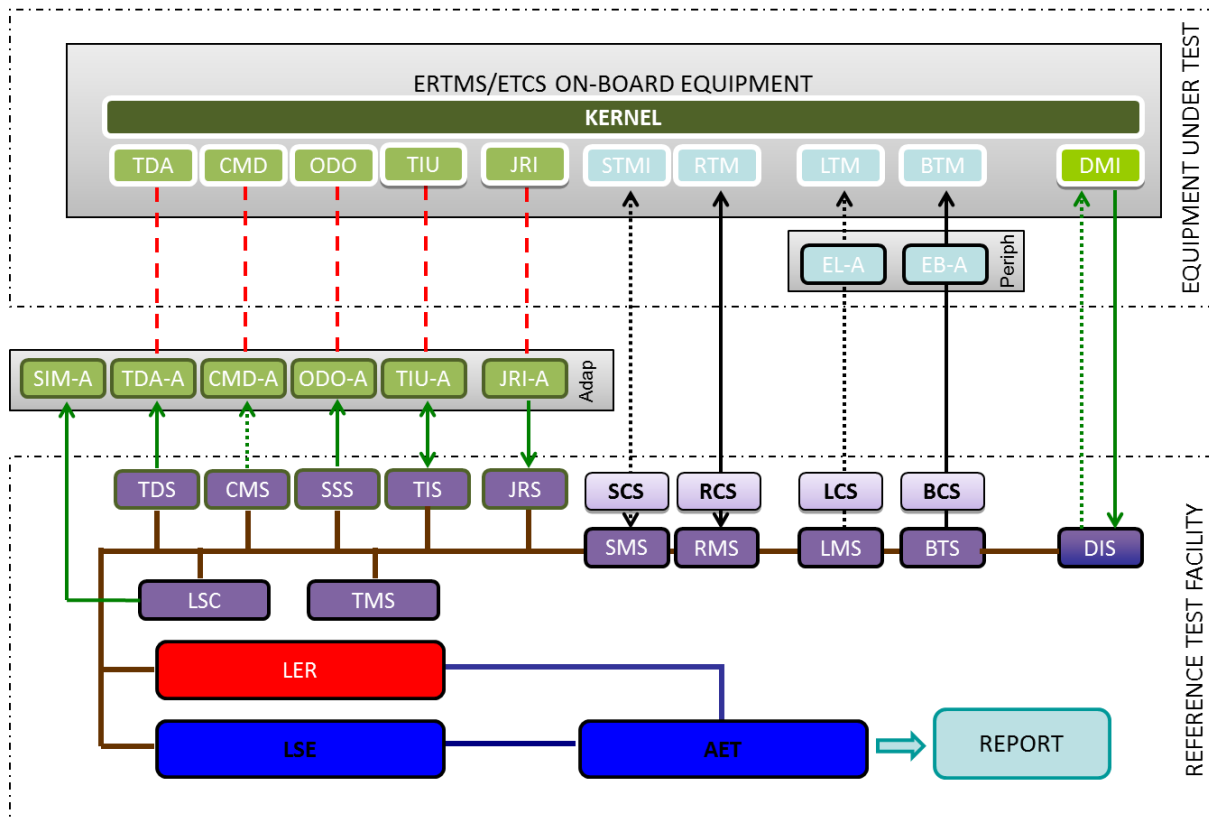 EQUIPMENT UNDER TEST
ERTMS/ETCS ON-BOARD EQUIPMENT
KERNEL
TDA CMD ODO TIU JRI STMI RTM LTM BTM DMI
EL-A EB-A Periph
SIM-A TDA-A CMD-A ODO-A TIU-A JRI-A Adap
REFERENCE TEST FACILITY
TDS CMS SSS TIS JRS SCS RCS LCS BCS
SMS RMS LMS BTS DIS
LSC TMS
LER
LSE AET REPORT